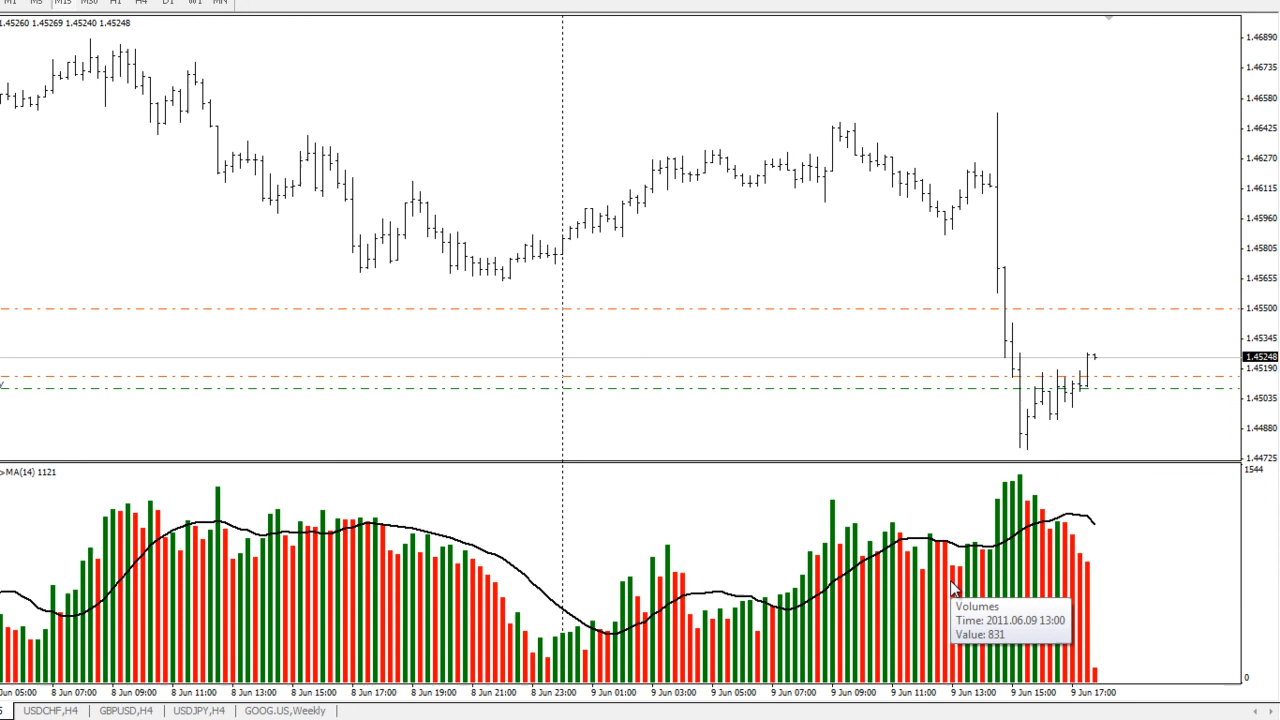 M1 M5 M15 M30 H1 H4 D1 W1 MN
1.45260 1.45269 1.45240 1.45248
1.46890
1.46735
1.46580
1.46425
1.46270
1.46115
1.45960
1.45805
1.45655
1.45500
1.45345
1.45248
1.45190
1.45035
1.44880
1.44725
>MA(14) 1121
1544
Volumes
Time: 2011.06.09 13:00
Value: 831
0
Jun 05:00 8 Jun 07:00 8 Jun 09:00 8 Jun 11:00 8 Jun 13:00 8 Jun 15:00 8 Jun 17:00 8 Jun 19:00 8 Jun 21:00 8 Jun 23:00 9 Jun 01:00 9 Jun 03:00 9 Jun 05:00 9 Jun 07:00 9 Jun 09:00 9 Jun 11:00 9 Jun 13:00 9 Jun 15:00 9 Jun 17:00
USDCHF,H4 GBPUSD,H4 USDJPY,H4 GOOG.US,Weekly